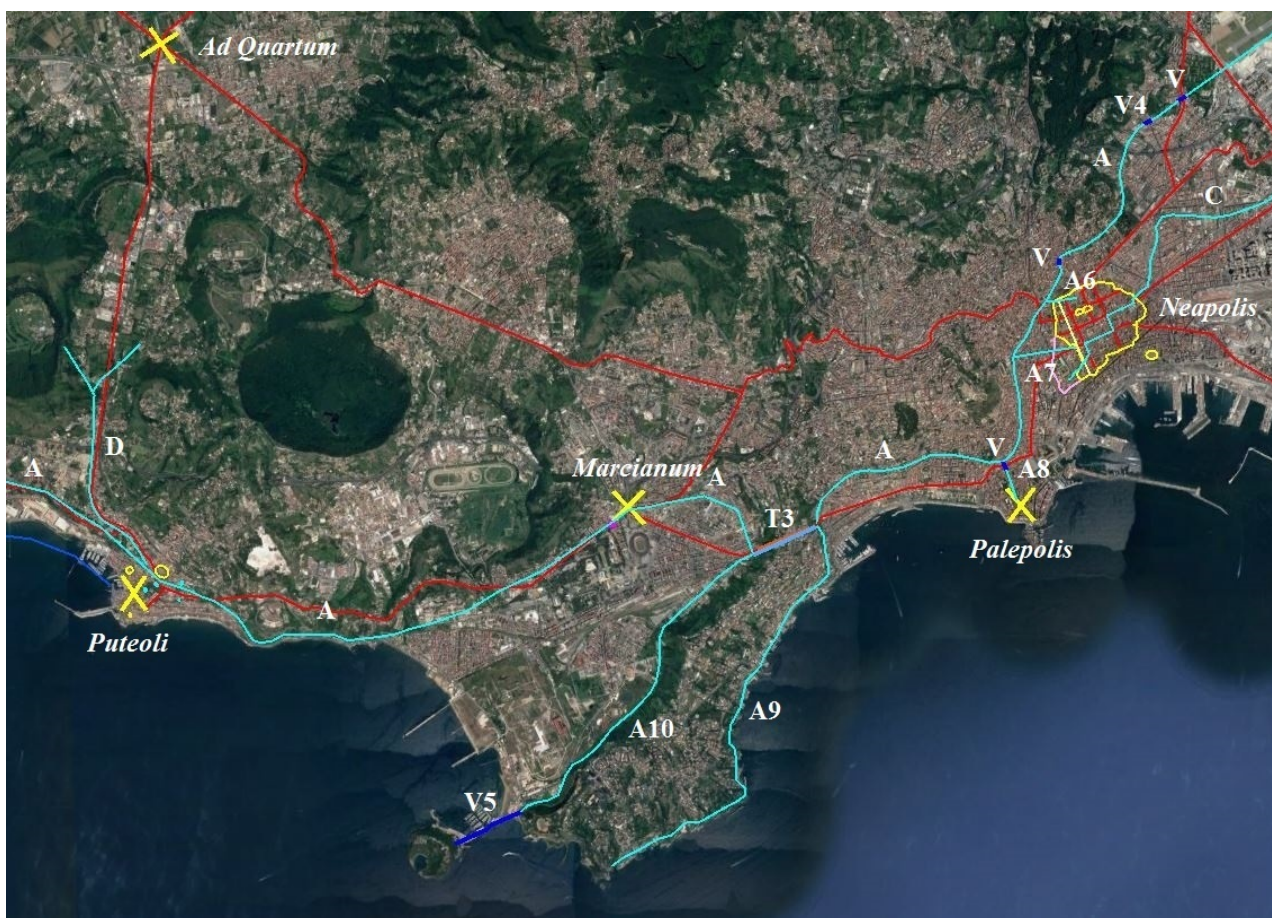 Ad Quartum
V
V4
A
C
V
A6
Neapolis
A7
D
A
A
V
A8
Marcianum
A
T3
Palepolis
A
Puteoli
A9
A10
V5